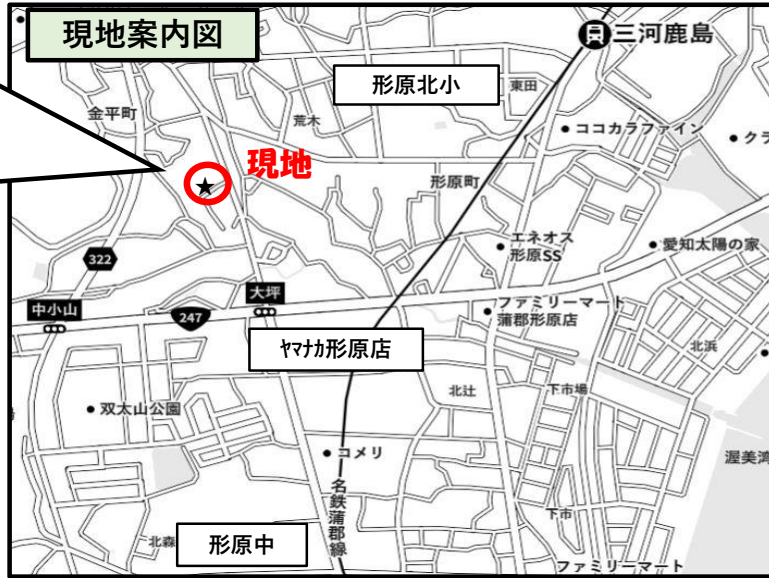 現地案内図
三河鹿島
形原北小
東田
金平町
荒木
ココカラファイン
クラ
現地
形原町
エネオス
形原SS
愛知太陽の家
322
大坪
中小山
247
ファミリーマート
蒲郡形原店
ﾔﾏﾅｶ形原店
北浜
北辻
下市場
双太山公園
コメリ
渥美湾
名鉄蒲郡線
下市
北森
形原中
ファミリーマート